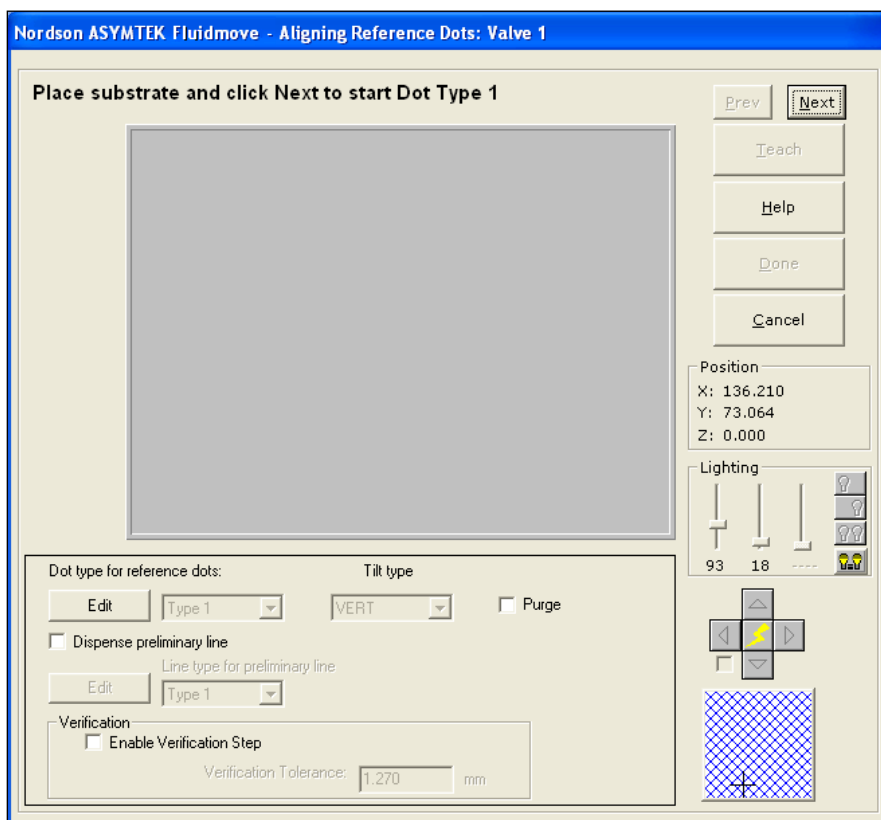 Nordson ASYMTEK Fluidmove - Aligning Reference Dots: Valve 1
Place substrate and click Next to start Dot Type 1
Prev Next
Teach
Help
Done
Cancel
Position
X: 136.210
Y: 73.064
Z: 0.000
Lighting
93 18 ----
Dot type for reference dots: Tilt type
Edit Type 1 VERT Purge
Dispense preliminary line
Line type for preliminary line
Edit Type 1
Verification
Enable Verification Step
Verification Tolerance: 1.270 mm